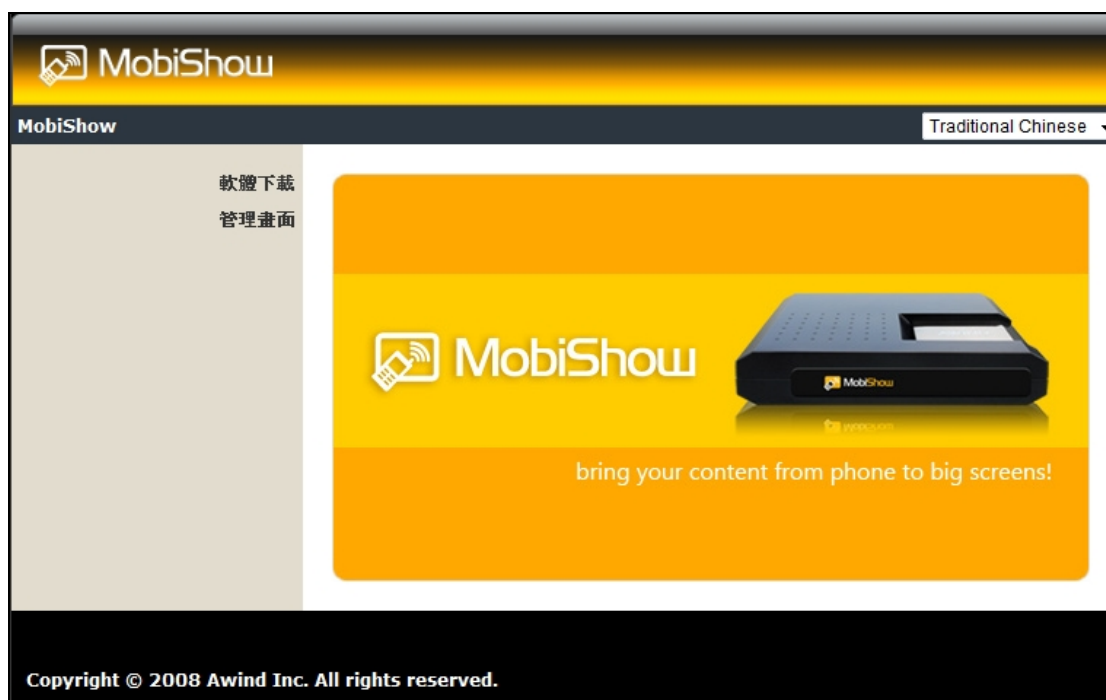 MobiShow
MobiShow
Traditional Chinese
軟體下載
管理畫面
MobiShow
MobiShow
bring your content from phone to big screens!
Copyright © 2008 Awind Inc. All rights reserved.